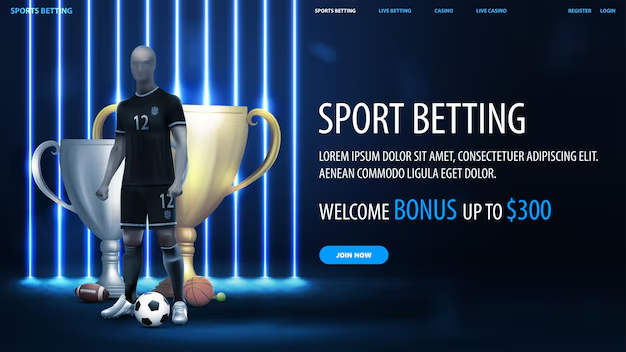 SPORTS BETTING
SPORTS BETTING LIVE BETTING CASINO LIVE CASINO REGISTER LOGIN
12
12
SPORT BETTING
LOREM IPSUM DOLOR SIT AMET, CONSECTETUER ADIPISCING ELIT.
AENEAN COMMODO LIGULA EGET DOLOR.
WELCOME BONUS UP TO $300
JOIN NOW